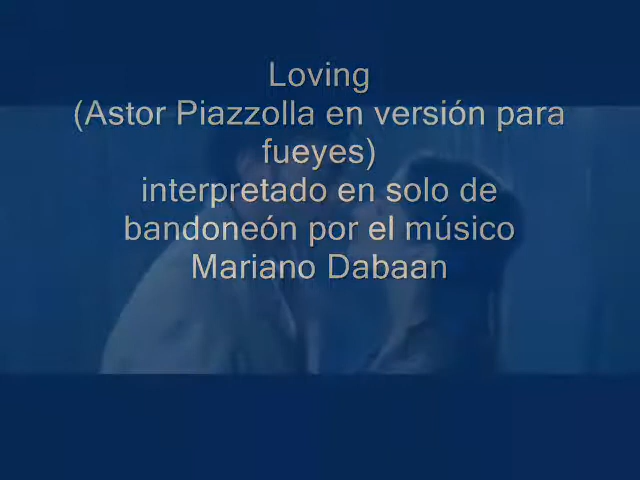 Loving
(Astor Piazzolla en versión para
fueyes)
interpretado en solo de
bandoneón por el músico
Mariano Dabaan